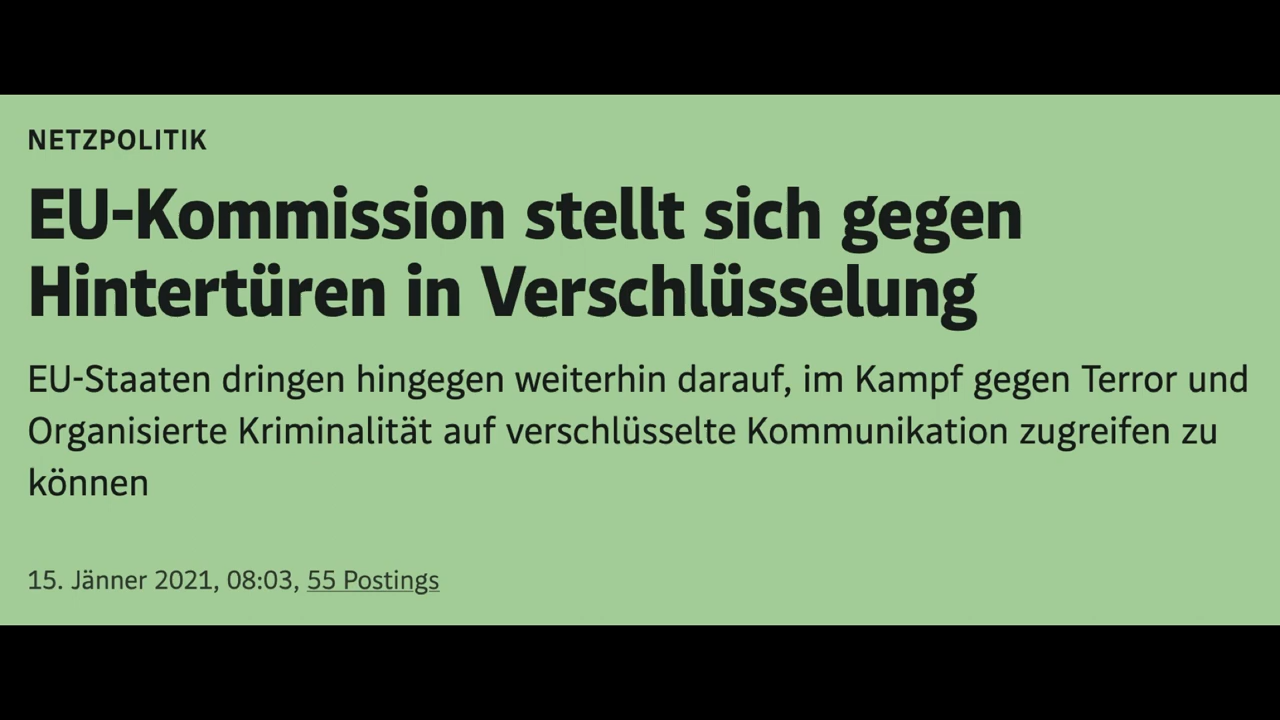 NETZPOLITIK
EU-Kommission stellt sich gegen
Hintertüren in Verschlüsselung
EU-Staaten dringen hingegen weiterhin darauf, im Kampf gegen Terror und
Organisierte Kriminalität auf verschlüsselte Kommunikation zugreifen zu
können
15. Jänner 2021, 08:03, 55 Postings